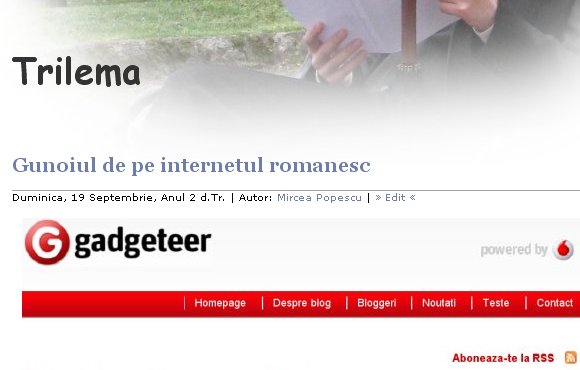 Trilema
Gunoiul de pe internetul romanesc
Duminica, 19 Septembrie, Anul 2 d.Tr. | Autor: Mircea Popescu | » Edit «
G gadgeteer
powered by
Homepage | Despre blog | Bloggeri | Noutati | Teste | Contact
Aboneaza-te la RSS